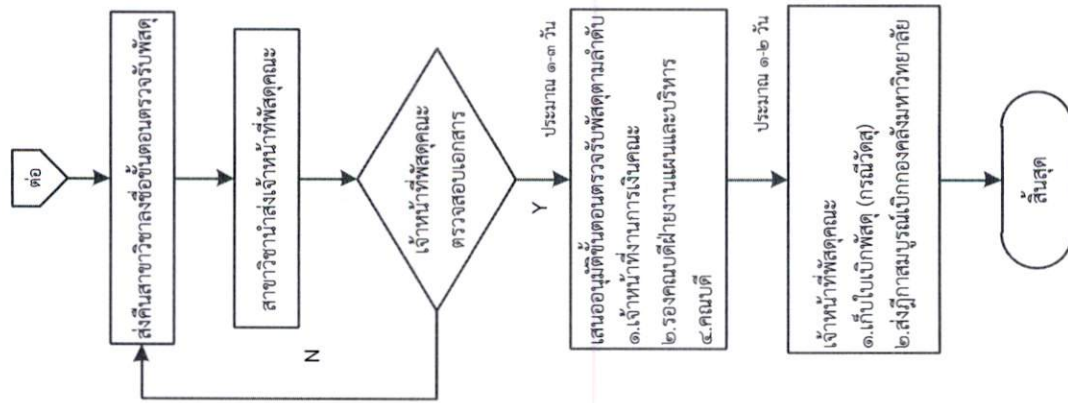 ต่อ
ส่งคืนสาขาวิชาลงชื่อขั้นตอนตรวจรับพัสดุ
สาขาวิชานำส่งเจ้าหน้าที่พัสดุคณะ
เจ้าหน้าที่พัสดุคณะ
ตรวจสอบเอกสาร
N
Y
ประมาณ ๑-๓ วัน
เสนออนุมัติขั้นตอนตรวจรับพัสดุตามลำดับ
๑.เจ้าหน้าที่งานการเงินคณะ
๒.รองคณบดีฝ่ายงานแผนและบริหาร
๔.คณบดี
ประมาณ ๑-๒ วัน
เจ้าหน้าที่พัสดุคณะ
๑.เก็บใบเบิกพัสดุ (กรณีวัดสุ)
๒.ส่งฎีกาสมบูรณ์เบิกกองคลังมหาวิทยาลัย
สิ้นสุด